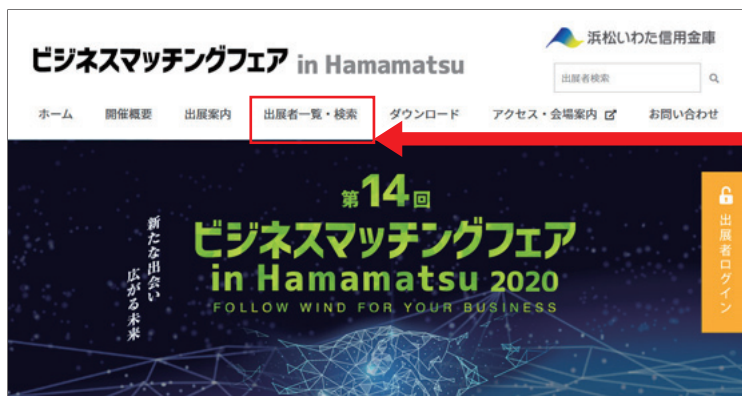 浜松いわた信用金庫
ビジネスマッチングフェア in Hamamatsu
出展者検索
ホーム 開催概要 出展案内 出展者一覧・検索 ダウンロード アクセス・会場案内 お問い合わせ
第14回
ビジネスマッチングフェア
in Hamamatsu 2020
FOLLOW WIND FOR YOUR BUSINESS
新たな出会い
広がる未来
出展者ログイン